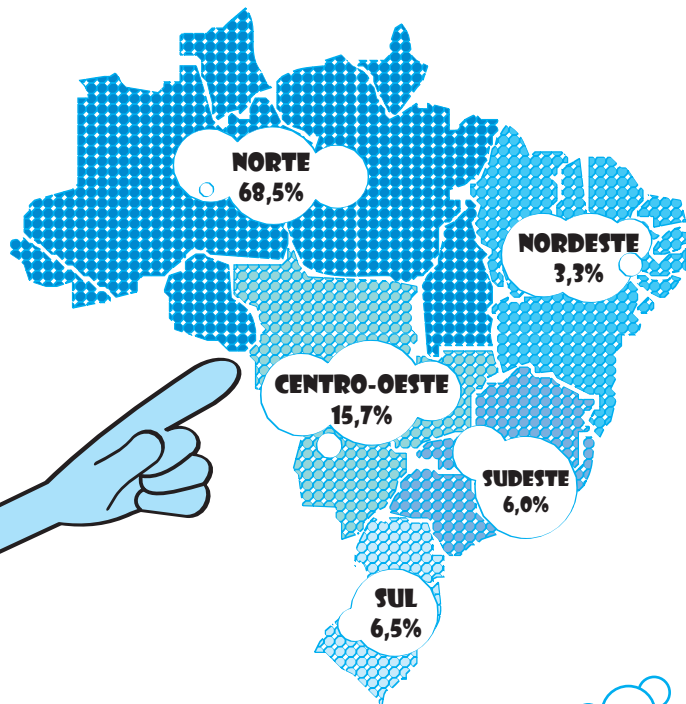 NORTE
68,5%
NORDESTE
3,3%
CENTRO-OESTE
15,7%
SUDESTE
6,0%
SUL
6,5%